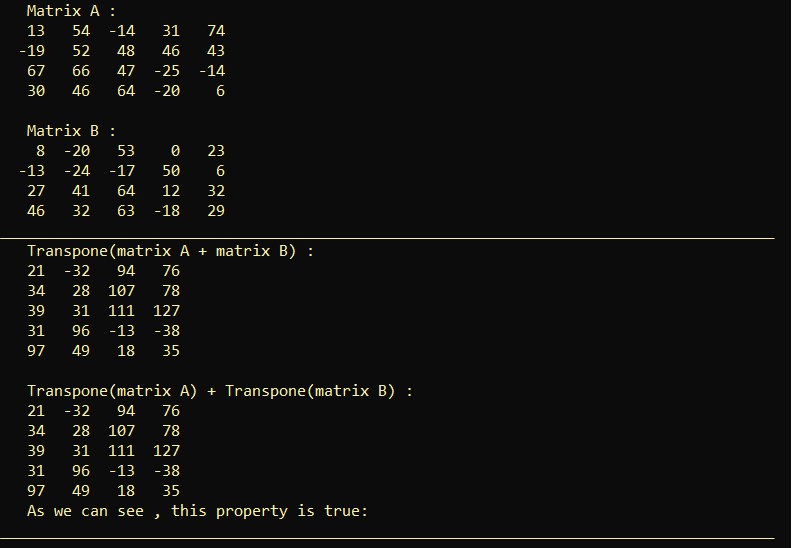 Matrix A :
13 54 -14 31 74
-19 52 48 46 43
67 66 47 -25 -14
30 46 64 -20 6
Matrix B :
8 -20 53 0 23
-13 -24 -17 50 6
27 41 64 12 32
46 32 63 -18 29
Transpone(matrix A + matrix B) :
21 -32 94 76
34 28 107 78
39 31 111 127
31 96 -13 -38
97 49 18 35
Transpone(matrix A) + Transpone(matrix B) :
21 -32 94 76
34 28 107 78
39 31 111 127
31 96 -13 -38
97 49 18 35
As we can see , this property is true: